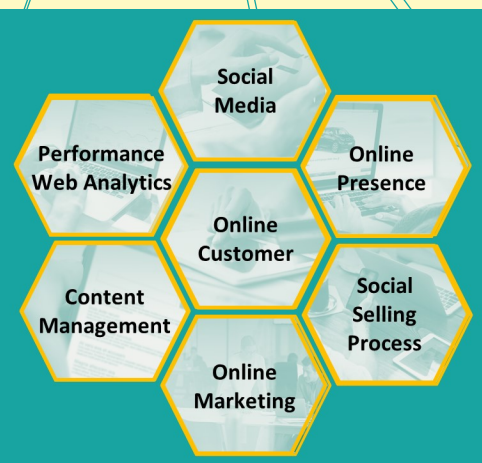 Social
Media
Performance
Web Analytics
Online
Presence
Online
Customer
Content
Management
Social
Selling
Process
Online
Marketing